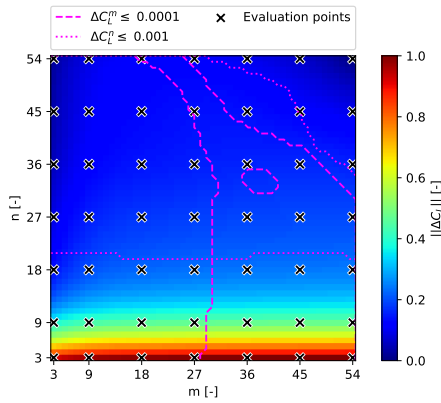 ΔC_L^m ≤ 0.0001
Evaluation points
ΔC_L^n ≤ 0.001
54
45
36
27
18
9
3
n [-]
3 9 18 27 36 45 54
m [-]
1.0
0.8
0.6
0.4
0.2
0.0
||ΔC_l|| [-]